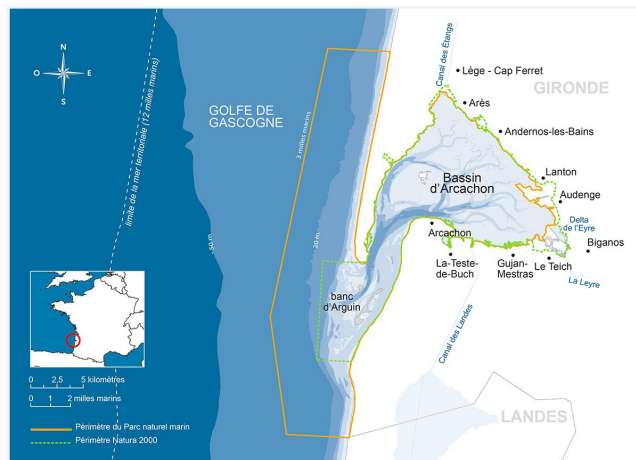 N
O
E
S
GOLFE DE
GASCOGNE
limite de la mer territoriale (12 milles marins)
3 milles marins
50 m
20 m
Canal des Étangs
Lège - Cap Ferret
GIRONDE
Arès
Andernos-les-Bains
Bassin
d'Arcachon
Lanton
Audenge
Delta
de l'Eyre
Biganos
Arcachon
La-Teste-
de-Buch
Gujan-
Mestras
Le Teich
La Leyre
banc
d'Arguin
Canal des Landes
LANDES
0 2,5 5 kilomètres
0 1 2 milles marins
Périmètre du Parc naturel marin
Périmètre Natura 2000